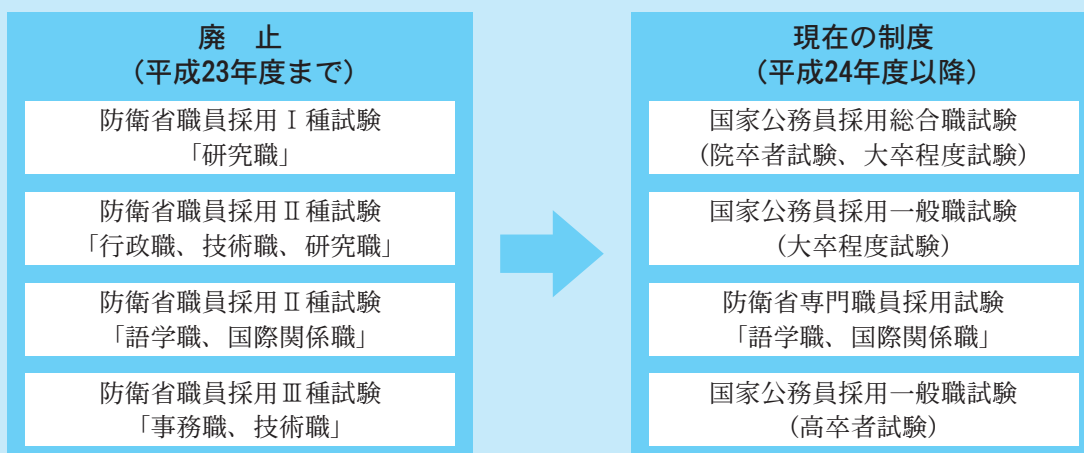 廃　止
（平成23年度まで）
防衛省職員採用Ⅰ種試験
「研究職」
防衛省職員採用Ⅱ種試験
「行政職、技術職、研究職」
防衛省職員採用Ⅱ種試験
「語学職、国際関係職」
防衛省職員採用Ⅲ種試験
「事務職、技術職」
現在の制度
（平成24年度以降）
国家公務員採用総合職試験
（院卒者試験、大卒程度試験）
国家公務員採用一般職試験
（大卒程度試験）
防衛省専門職員採用試験
「語学職、国際関係職」
国家公務員採用一般職試験
（高卒者試験）